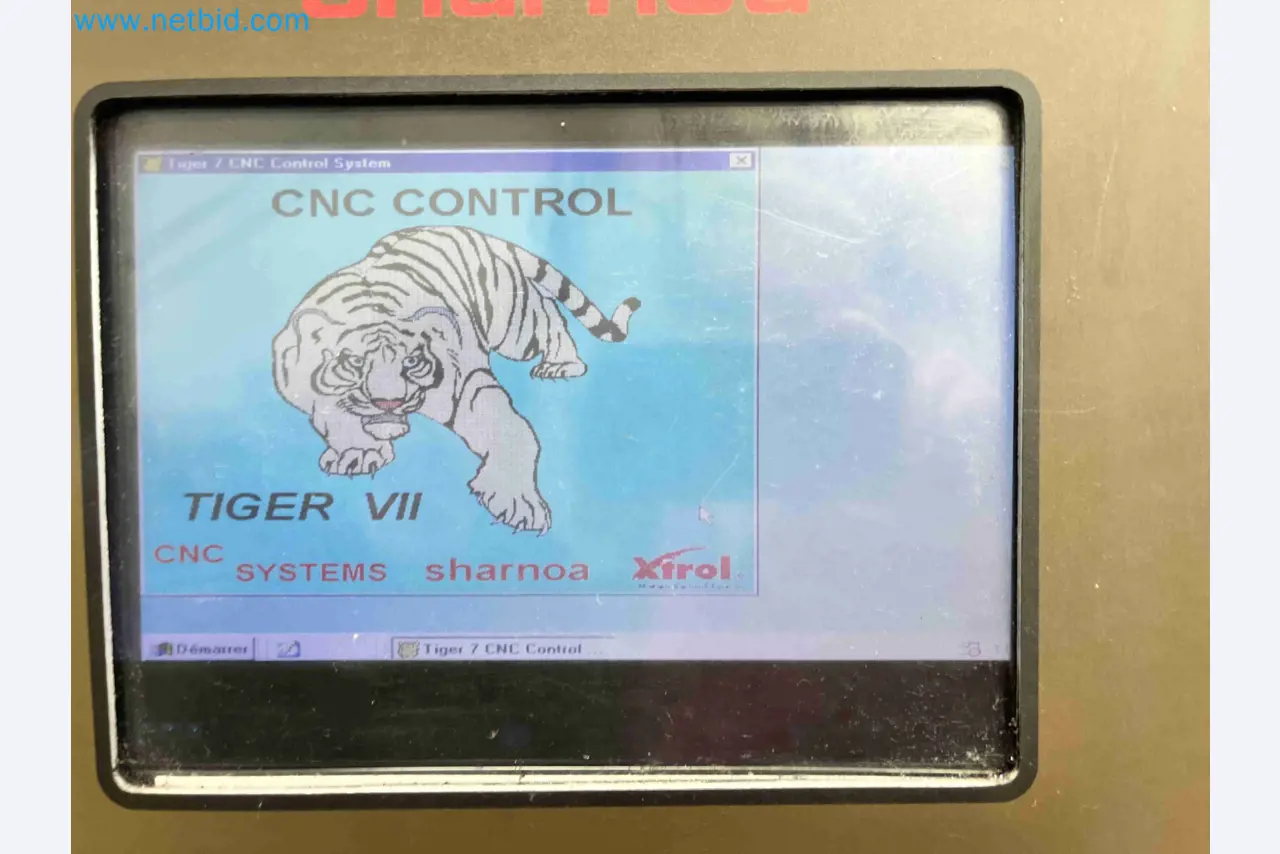 www.netbid.com
sharnoa
Tiger 7 CNC Control System
CNC CONTROL
TIGER VII
CNC
SYSTEMS sharnoa Xtrol
Démarrer Tiger 7 CNC Control ...